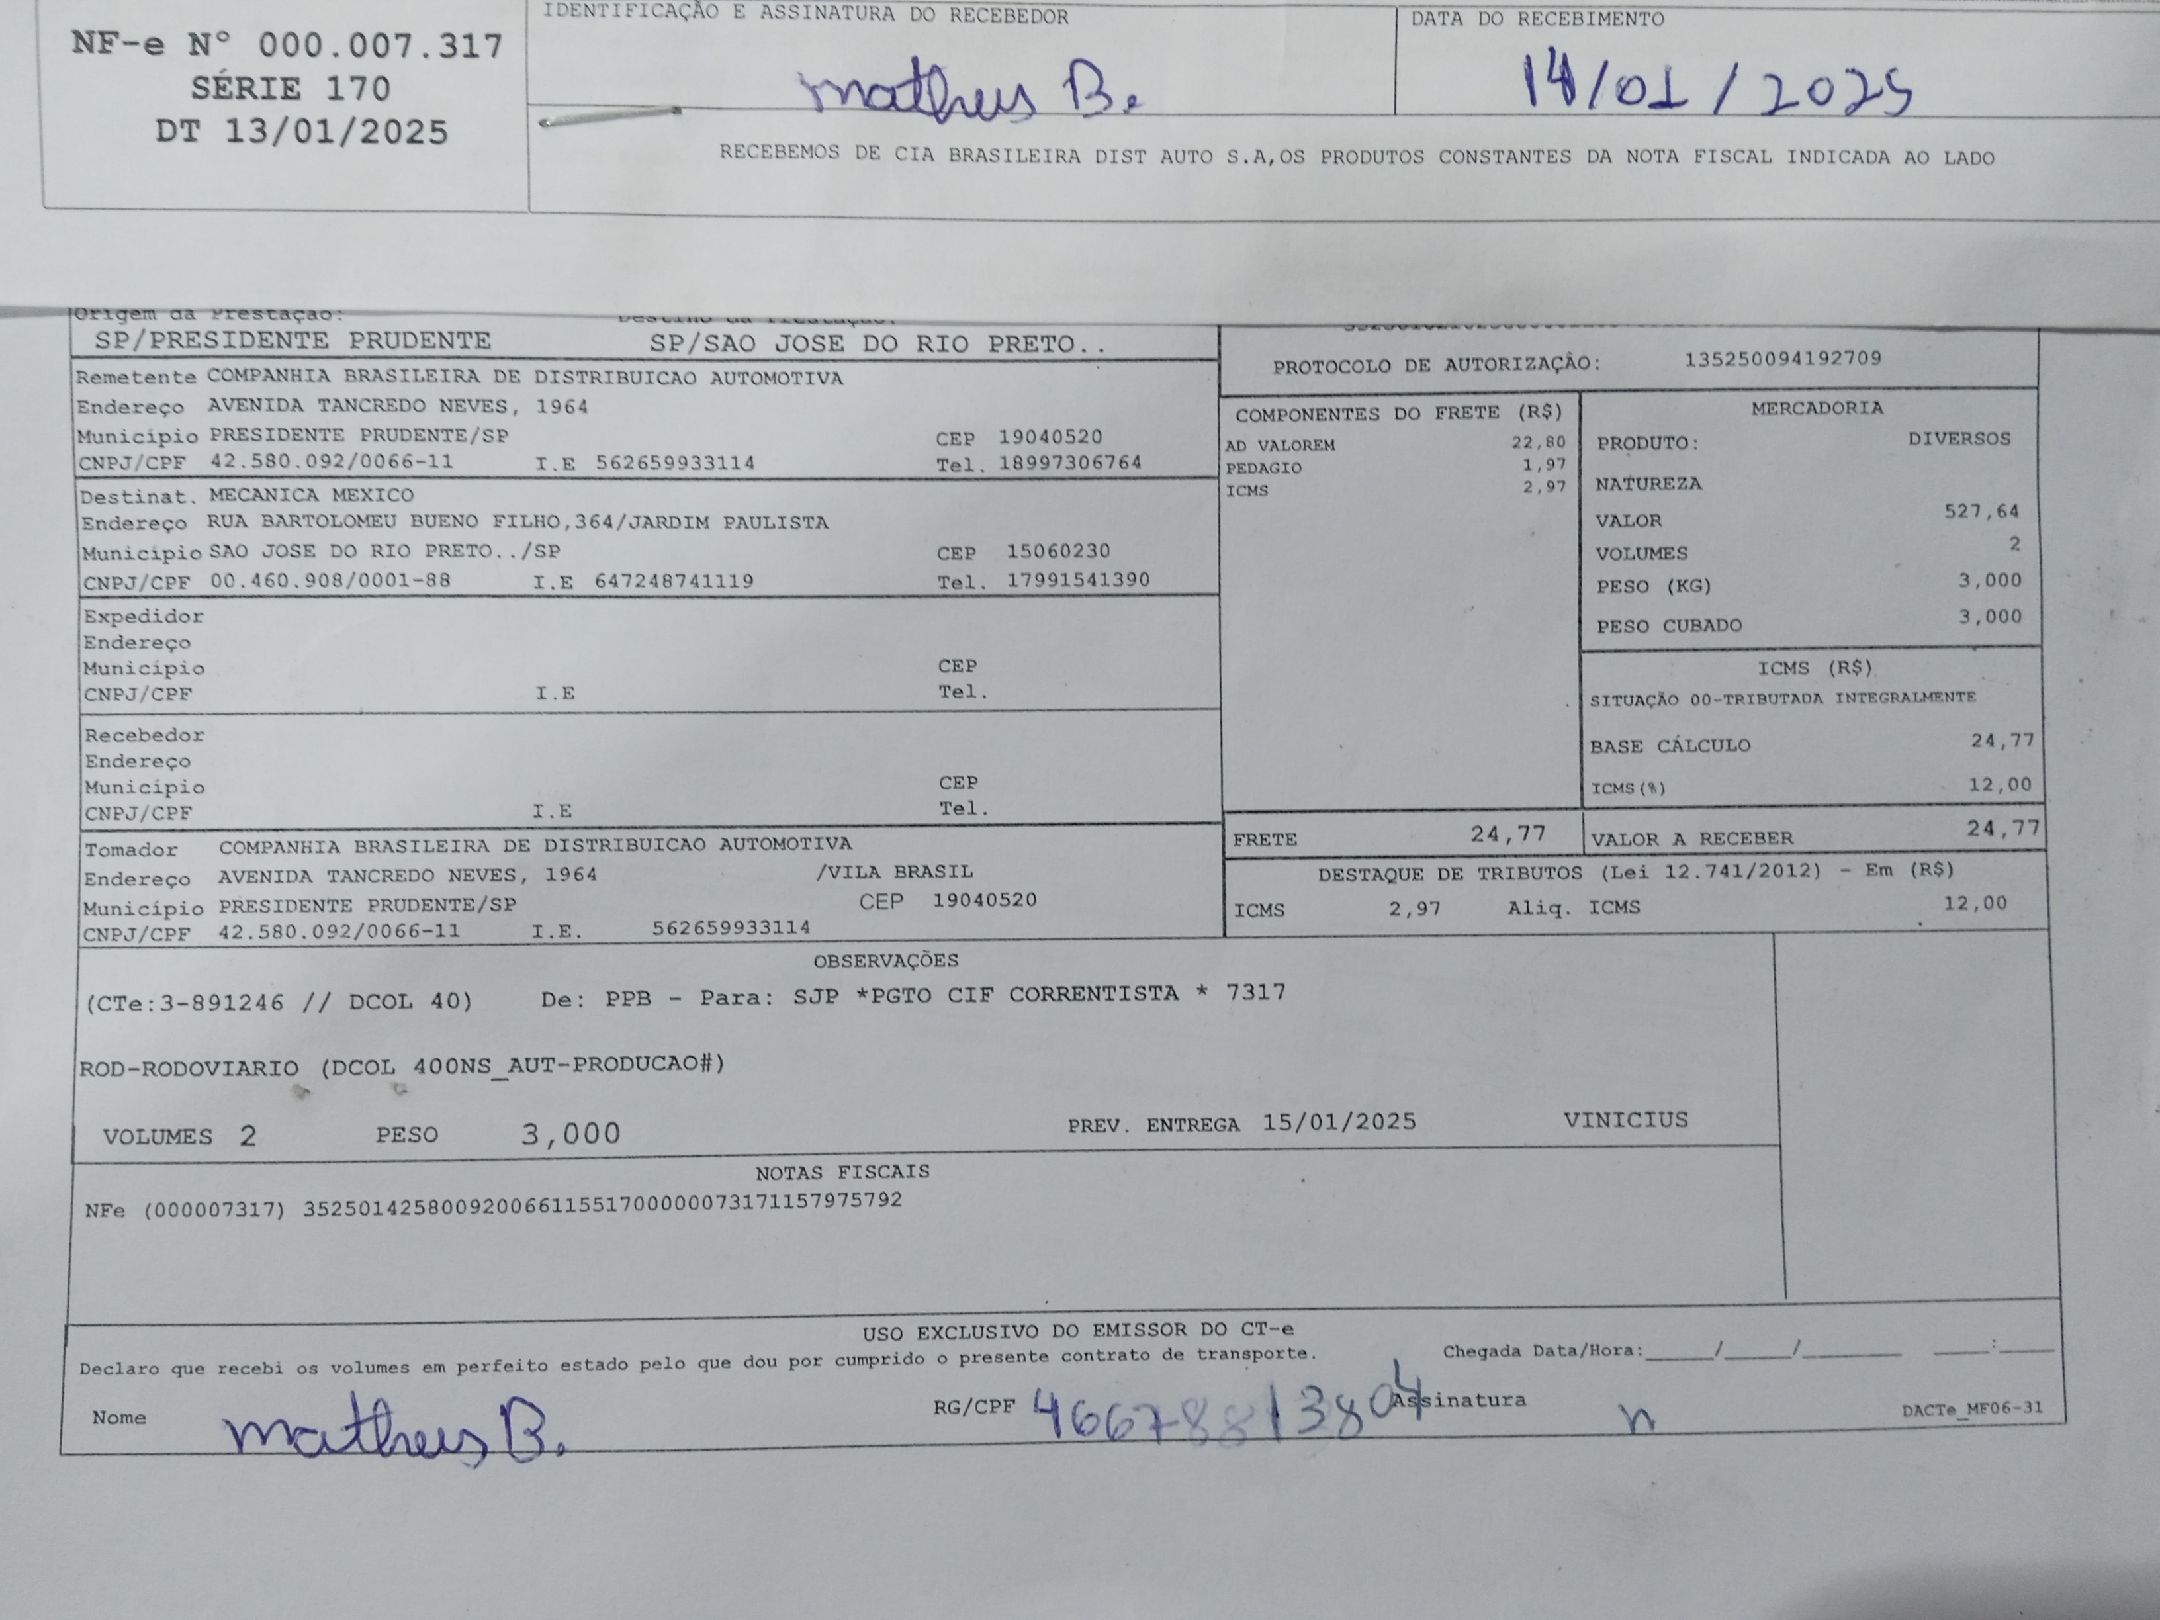 NF-e Nº 000.007.317
SÉRIE 170
DT 13/01/2025
IDENTIFICAÇÃO E ASSINATURA DO RECEBEDOR
DATA DO RECEBIMENTO
Matheus B.
14/01/2025
RECEBEMOS DE CIA BRASILEIRA DIST AUTO S.A,OS PRODUTOS CONSTANTES DA NOTA FISCAL INDICADA AO LADO
Origem da Prestação: Destino da Prestação:
SP/PRESIDENTE PRUDENTE SP/SAO JOSE DO RIO PRETO..
Remetente COMPANHIA BRASILEIRA DE DISTRIBUICAO AUTOMOTIVA
Endereço AVENIDA TANCREDO NEVES, 1964
Município PRESIDENTE PRUDENTE/SP CEP 19040520
CNPJ/CPF 42.580.092/0066-11 I.E 562659933114 Tel. 18997306764
Destinat. MECANICA MEXICO
Endereço RUA BARTOLOMEU BUENO FILHO,364/JARDIM PAULISTA
Município SAO JOSE DO RIO PRETO../SP CEP 15060230
CNPJ/CPF 00.460.908/0001-88 I.E 647248741119 Tel. 17991541390
Expedidor
Endereço
Município CEP
CNPJ/CPF I.E Tel.
Recebedor
Endereço
Município CEP
CNPJ/CPF I.E Tel.
Tomador COMPANHIA BRASILEIRA DE DISTRIBUICAO AUTOMOTIVA
Endereço AVENIDA TANCREDO NEVES, 1964 /VILA BRASIL
Município PRESIDENTE PRUDENTE/SP CEP 19040520
CNPJ/CPF 42.580.092/0066-11 I.E. 562659933114
PROTOCOLO DE AUTORIZAÇÃO: 135250094192709
COMPONENTES DO FRETE (R$)
AD VALOREM 22,80
PEDAGIO 1,97
ICMS 2,97
MERCADORIA
PRODUTO: DIVERSOS
NATUREZA
VALOR 527,64
VOLUMES 2
PESO (KG) 3,000
PESO CUBADO 3,000
ICMS (R$)
SITUAÇÃO 00-TRIBUTADA INTEGRALMENTE
BASE CÁLCULO 24,77
ICMS(%) 12,00
FRETE 24,77 VALOR A RECEBER 24,77
DESTAQUE DE TRIBUTOS (Lei 12.741/2012) - Em (R$)
ICMS 2,97 Aliq. ICMS 12,00
OBSERVAÇÕES
(CTe:3-891246 // DCOL 40) De: PPB - Para: SJP *PGTO CIF CORRENTISTA * 7317
ROD-RODOVIARIO (DCOL 400NS_AUT-PRODUCAO#)
VOLUMES 2 PESO 3,000 PREV. ENTREGA 15/01/2025 VINICIUS
NOTAS FISCAIS
NFe (000007317) 35250142580092006611551700000073171157975792
USO EXCLUSIVO DO EMISSOR DO CT-e
Declaro que recebi os volumes em perfeito estado pelo que dou por cumprido o presente contrato de transporte. Chegada Data/Hora:_____/_____/_______ ____:____
Nome Matheus B. RG/CPF 46678813804 Assinatura DACTe_MF06-31